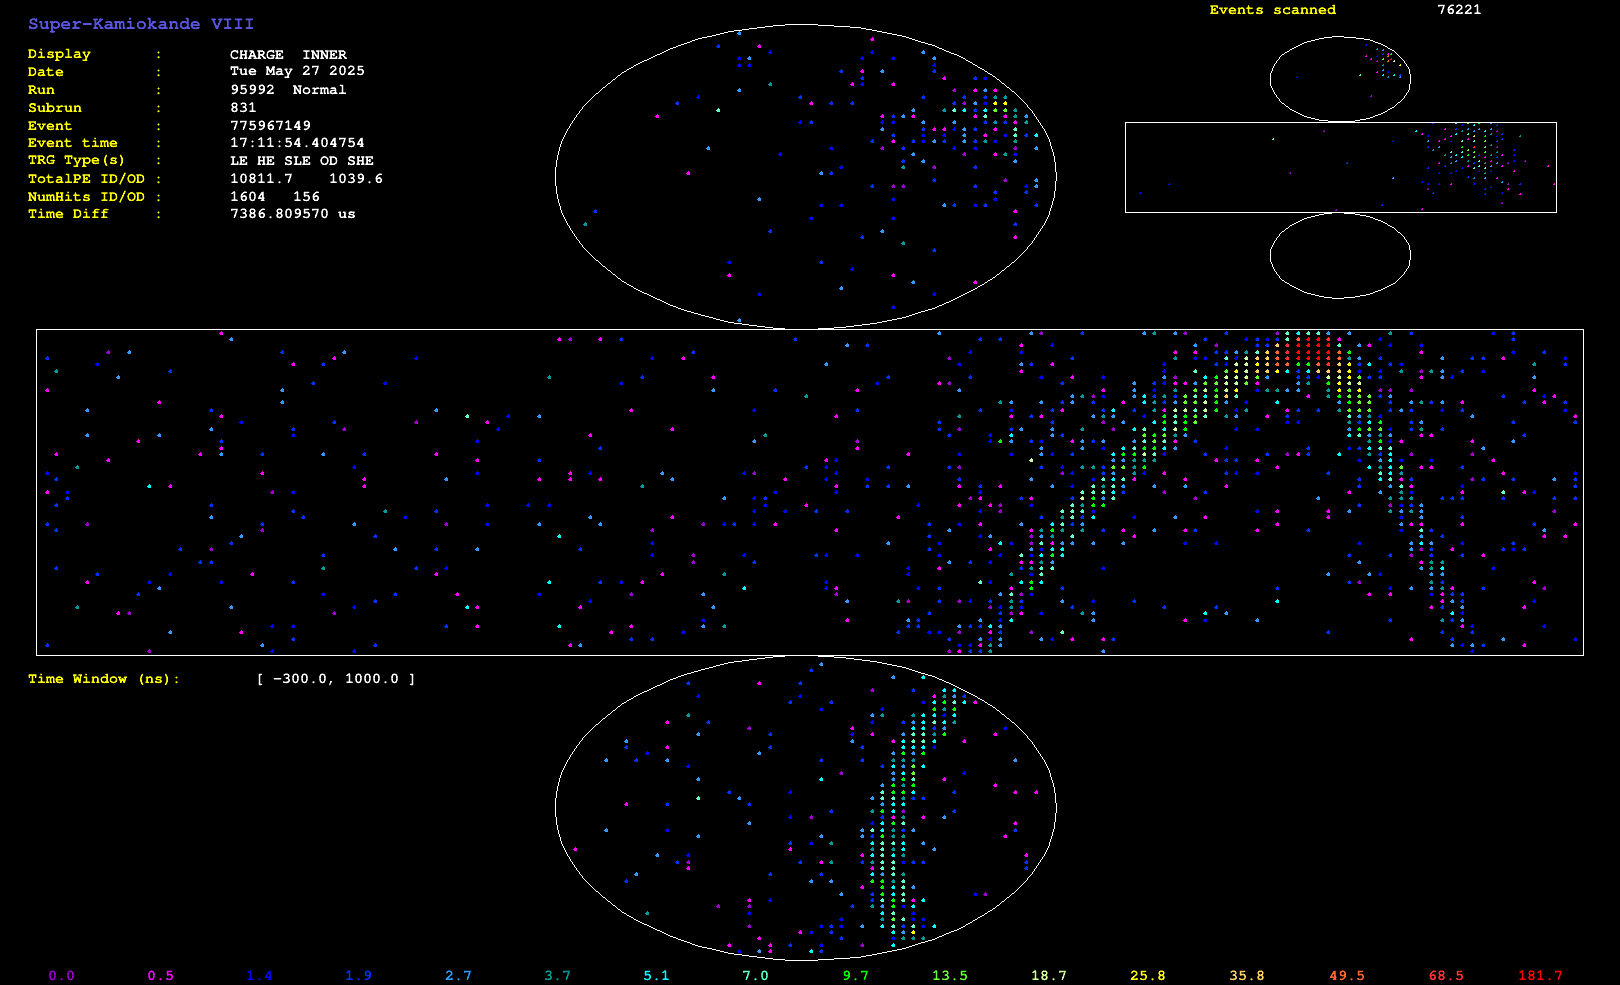 Super-Kamiokande VIII
Events scanned 76221
Display : CHARGE INNER
Date : Tue May 27 2025
Run : 95992 Normal
Subrun : 831
Event : 775967149
Event time : 17:11:54.404754
TRG Type(s) : LE HE SLE OD SHE
TotalPE ID/OD : 10811.7 1039.6
NumHits ID/OD : 1604 156
Time Diff : 7386.809570 us
Time Window (ns): [ -300.0, 1000.0 ]
0.0 0.5 1.4 1.9 2.7 3.7 5.1 7.0 9.7 13.5 18.7 25.8 35.8 49.5 68.5 181.7